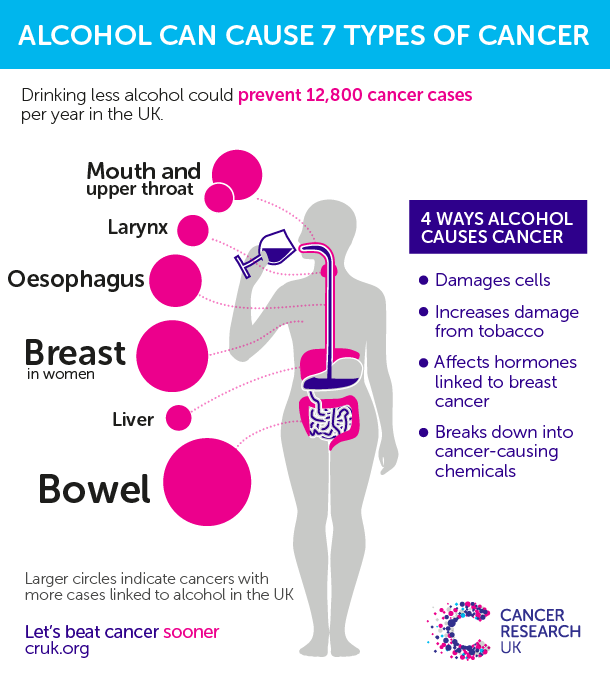 ALCOHOL CAN CAUSE 7 TYPES OF CANCER
Drinking less alcohol could prevent 12,800 cancer cases
per year in the UK.
Mouth and
upper throat
Larynx
Oesophagus
Breast
in women
Liver
Bowel
4 WAYS ALCOHOL
CAUSES CANCER
• Damages cells
• Increases damage
from tobacco
• Affects hormones
linked to breast
cancer
• Breaks down into
cancer-causing
chemicals
Larger circles indicate cancers with
more cases linked to alcohol in the UK
Let's beat cancer sooner
cruk.org
CANCER
RESEARCH
UK